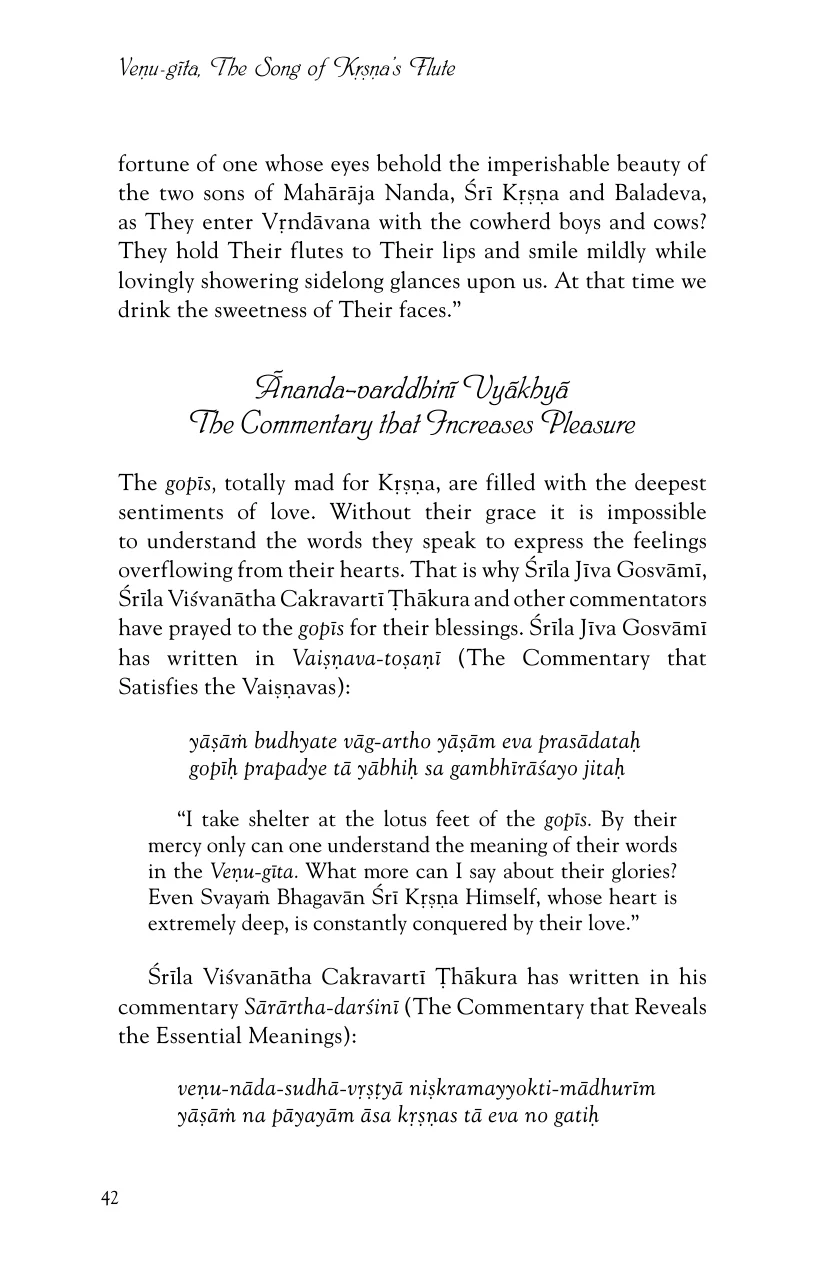 Veṇu-gīta, The Song of Kṛṣṇa's Flute
fortune of one whose eyes behold the imperishable beauty of
the two sons of Mahārāja Nanda, Śrī Kṛṣṇa and Baladeva,
as They enter Vṛndāvana with the cowherd boys and cows?
They hold Their flutes to Their lips and smile mildly while
lovingly showering sidelong glances upon us. At that time we
drink the sweetness of Their faces.”
Ānanda-varddhinī Vyākhyā
The Commentary that Increases Pleasure
The gopīs, totally mad for Kṛṣṇa, are filled with the deepest
sentiments of love. Without their grace it is impossible
to understand the words they speak to express the feelings
overflowing from their hearts. That is why Śrīla Jīva Gosvāmī,
Śrīla Viśvanātha Cakravartī Ṭhākura and other commentators
have prayed to the gopīs for their blessings. Śrīla Jīva Gosvāmī
has written in Vaiṣṇava-toṣaṇī (The Commentary that
Satisfies the Vaiṣṇavas):
yāṣāṁ budhyate vāg-artho yāṣām eva prasādataḥ
gopīḥ prapadye tā yābhiḥ sa gambhīrāśayo jitaḥ
“I take shelter at the lotus feet of the gopīs. By their
mercy only can one understand the meaning of their words
in the Veṇu-gīta. What more can I say about their glories?
Even Svayaṁ Bhagavān Śrī Kṛṣṇa Himself, whose heart is
extremely deep, is constantly conquered by their love.”
Śrīla Viśvanātha Cakravartī Ṭhākura has written in his
commentary Sārārtha-darśinī (The Commentary that Reveals
the Essential Meanings):
veṇu-nāda-sudhā-vṛṣṭyā niṣkramayyokti-mādhurīm
yāṣāṁ na pāyayām āsa kṛṣṇas tā eva no gatiḥ
42